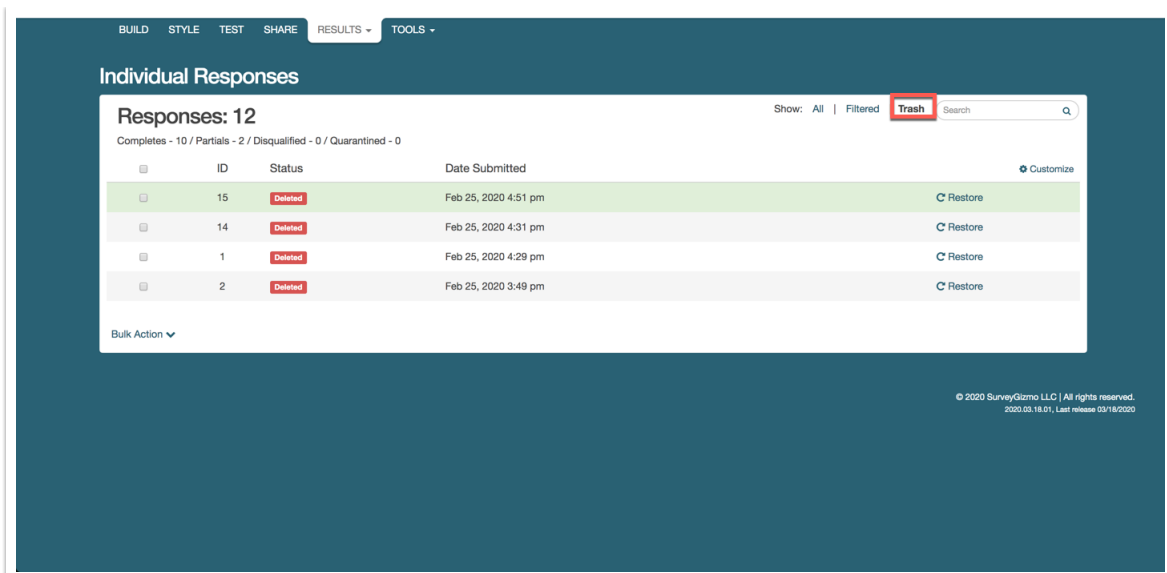 BUILD STYLE TEST SHARE RESULTS TOOLS
Individual Responses
Responses: 12
Show: All | Filtered Trash Search
Completes - 10 / Partials - 2 / Disqualified - 0 / Quarantined - 0
ID Status Date Submitted Customize
15 Deleted Feb 25, 2020 4:51 pm Restore
14 Deleted Feb 25, 2020 4:31 pm Restore
1 Deleted Feb 25, 2020 4:29 pm Restore
2 Deleted Feb 25, 2020 3:49 pm Restore
Bulk Action
© 2020 SurveyGizmo LLC | All rights reserved.
2020.03.18.01, Last release 03/18/2020